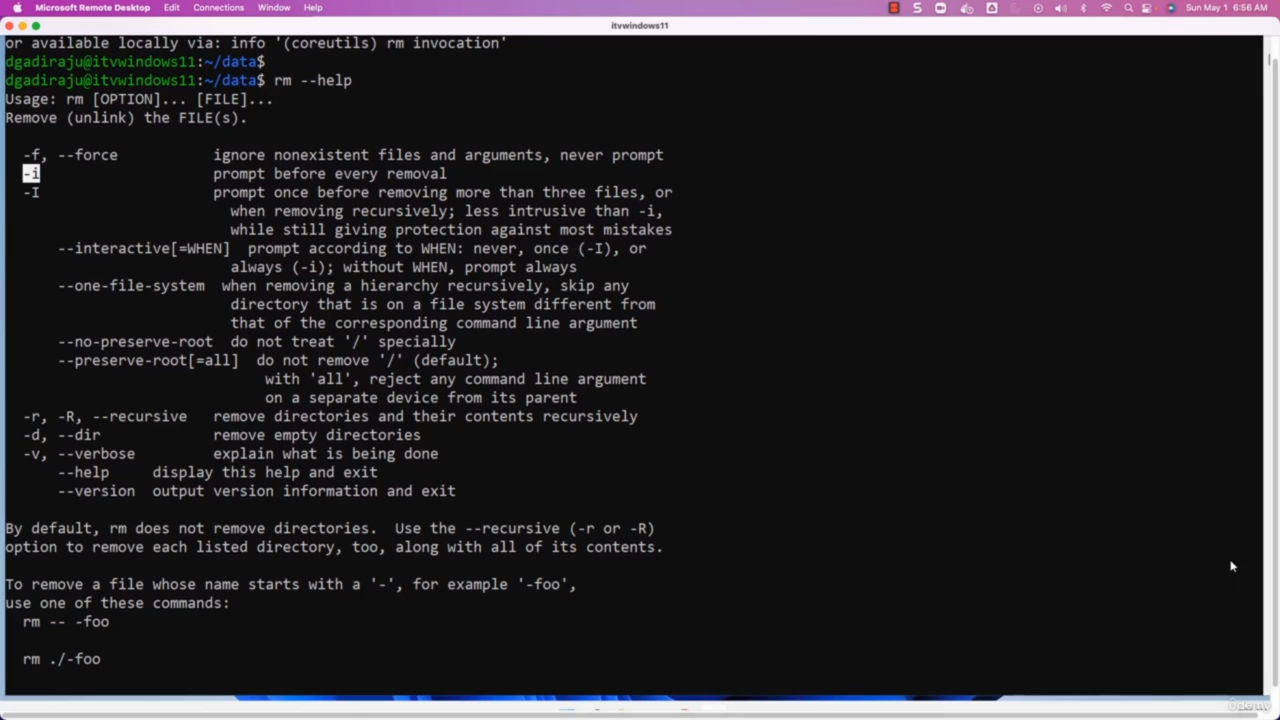 Microsoft Remote Desktop Edit Connections Window Help Sun May 1 6:56 AM
itvwindows11
or available locally via: info '(coreutils) rm invocation'
dgadiraju@itvwindows11:~/data$
dgadiraju@itvwindows11:~/data$ rm --help
Usage: rm [OPTION]... [FILE]...
Remove (unlink) the FILE(s).
-f, --force ignore nonexistent files and arguments, never prompt
-i prompt before every removal
-I prompt once before removing more than three files, or
when removing recursively; less intrusive than -i,
while still giving protection against most mistakes
--interactive[=WHEN] prompt according to WHEN: never, once (-I), or
always (-i); without WHEN, prompt always
--one-file-system when removing a hierarchy recursively, skip any
directory that is on a file system different from
that of the corresponding command line argument
--no-preserve-root do not treat '/' specially
--preserve-root[=all] do not remove '/' (default);
with 'all', reject any command line argument
on a separate device from its parent
-r, -R, --recursive remove directories and their contents recursively
-d, --dir remove empty directories
-v, --verbose explain what is being done
--help display this help and exit
--version output version information and exit
By default, rm does not remove directories. Use the --recursive (-r or -R)
option to remove each listed directory, too, along with all of its contents.
To remove a file whose name starts with a '-', for example '-foo',
use one of these commands:
rm -- -foo
rm ./-foo